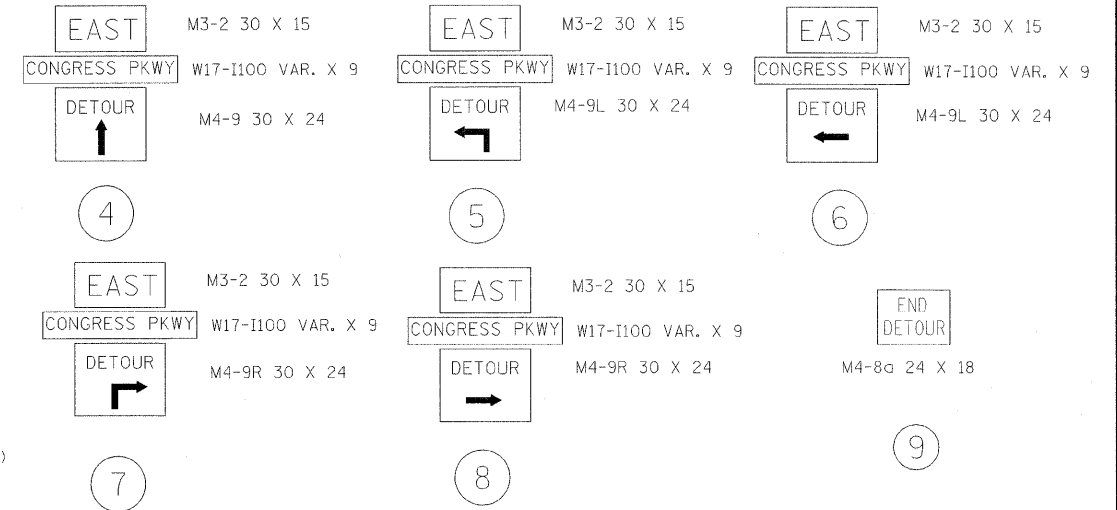 EAST M3-2 30 X 15
CONGRESS PKWY W17-I100 VAR. X 9
DETOUR M4-9 30 X 24
4
EAST M3-2 30 X 15
CONGRESS PKWY W17-I100 VAR. X 9
DETOUR M4-9L 30 X 24
5
EAST M3-2 30 X 15
CONGRESS PKWY W17-I100 VAR. X 9
DETOUR M4-9L 30 X 24
6
EAST M3-2 30 X 15
CONGRESS PKWY W17-I100 VAR. X 9
DETOUR M4-9R 30 X 24
)
7
EAST M3-2 30 X 15
CONGRESS PKWY W17-I100 VAR. X 9
DETOUR M4-9R 30 X 24
8
END
DETOUR
M4-8a 24 X 18
9